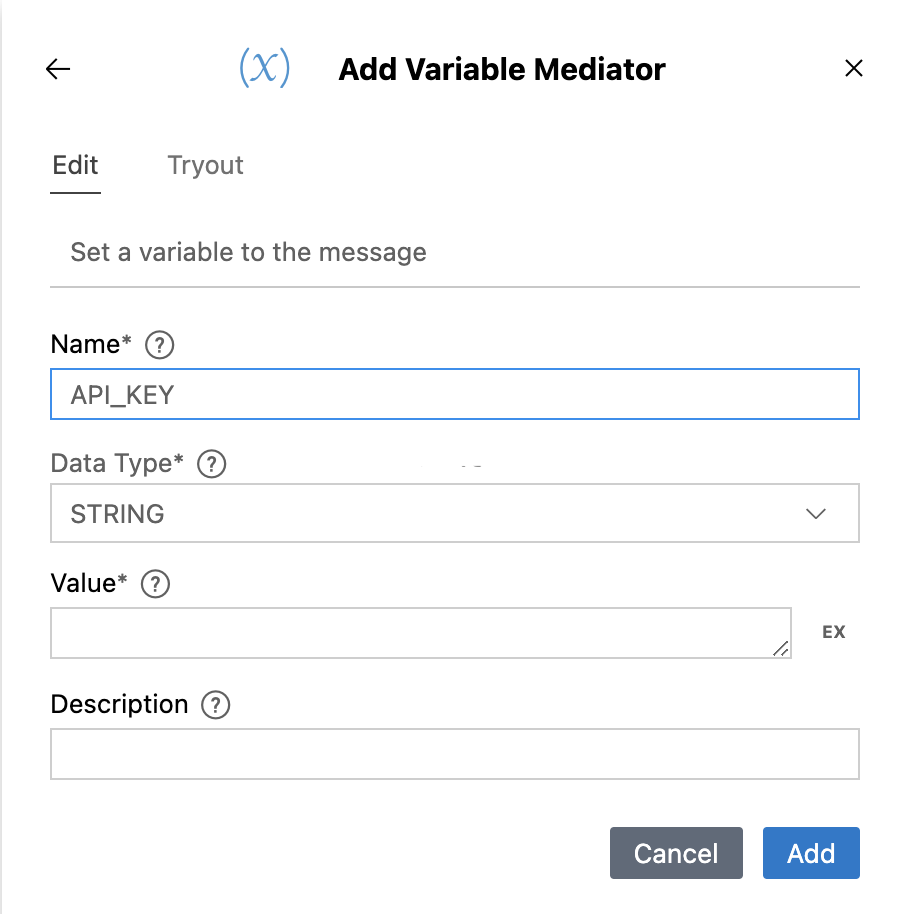 (X) Add Variable Mediator
Edit Tryout
Set a variable to the message
Name* ?
API_KEY
Data Type* ?
STRING
Value* ?
EX
Description ?
Cancel Add